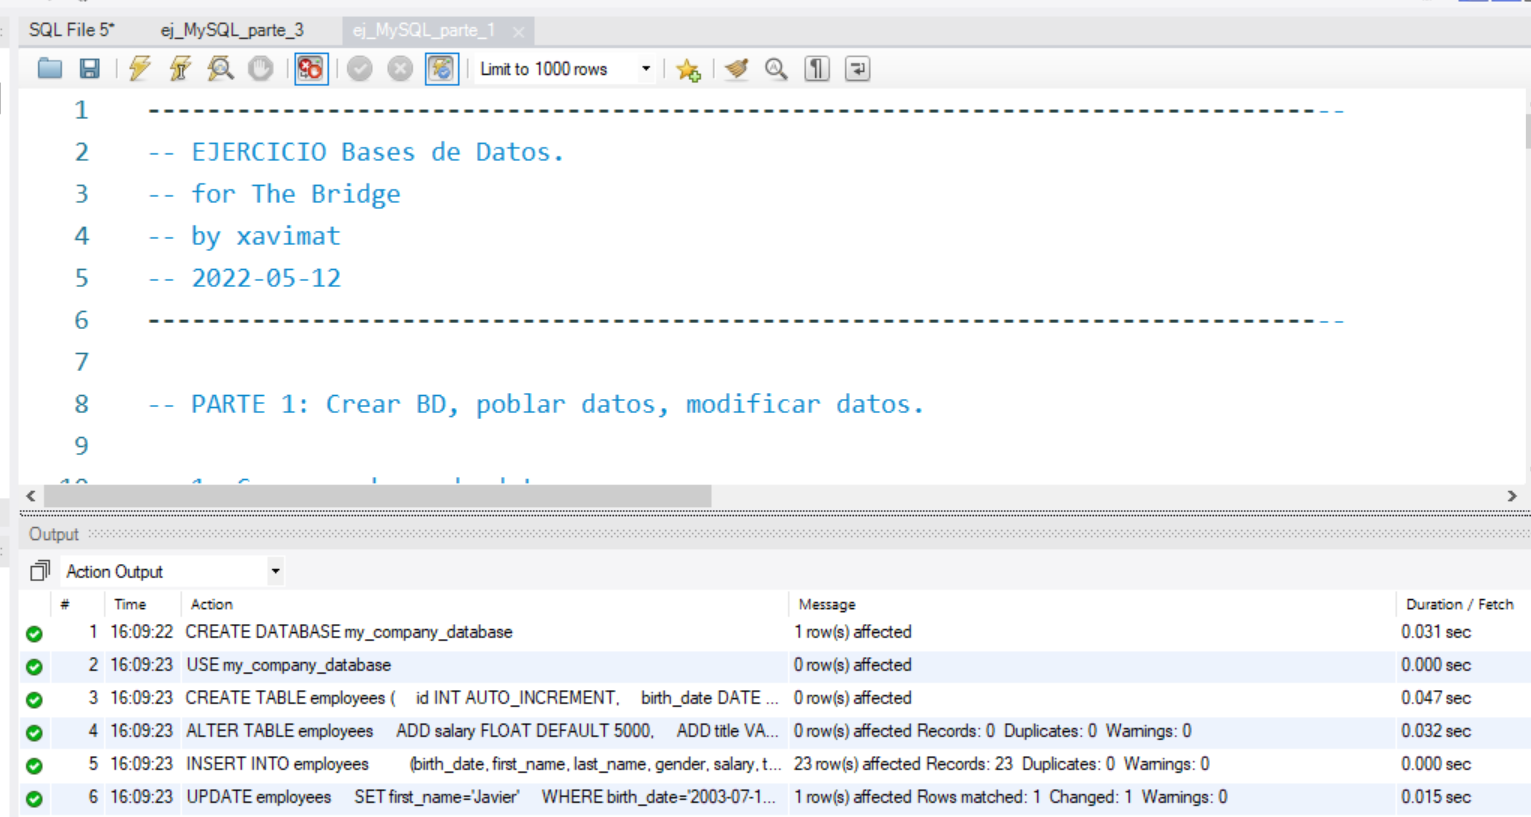 SQL File 5* ej_MySQL_parte_3 ej_MySQL_parte_1
Limit to 1000 rows
1 --------------------------------------------------------------------------------
2 -- EJERCICIO Bases de Datos.
3 -- for The Bridge
4 -- by xavimat
5 -- 2022-05-12
6 --------------------------------------------------------------------------------
7
8 -- PARTE 1: Crear BD, poblar datos, modificar datos.
9
Output
Action Output
# Time Action Message Duration / Fetch
1 16:09:22 CREATE DATABASE my_company_database 1 row(s) affected 0.031 sec
2 16:09:23 USE my_company_database 0 row(s) affected 0.000 sec
3 16:09:23 CREATE TABLE employees ( id INT AUTO_INCREMENT, birth_date DATE ... 0 row(s) affected 0.047 sec
4 16:09:23 ALTER TABLE employees ADD salary FLOAT DEFAULT 5000, ADD title VA... 0 row(s) affected Records: 0 Duplicates: 0 Warnings: 0 0.032 sec
5 16:09:23 INSERT INTO employees (birth_date, first_name, last_name, gender, salary, t... 23 row(s) affected Records: 23 Duplicates: 0 Warnings: 0 0.000 sec
6 16:09:23 UPDATE employees SET first_name='Javier' WHERE birth_date='2003-07-1... 1 row(s) affected Rows matched: 1 Changed: 1 Warnings: 0 0.015 sec